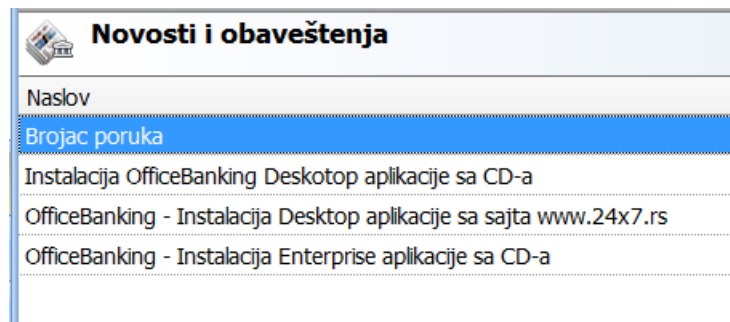 Novosti i obaveštenja
Naslov
Brojac poruka
Instalacija OfficeBanking Deskotop aplikacije sa CD-a
OfficeBanking - Instalacija Desktop aplikacije sa sajta www.24x7.rs
OfficeBanking - Instalacija Enterprise aplikacije sa CD-a